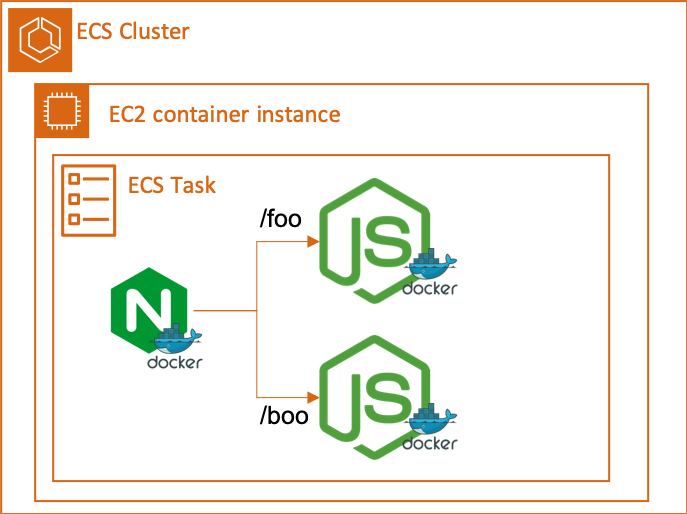 ECS Cluster
EC2 container instance
ECS Task
/foo
JS
docker
N
docker
JS
/boo
docker